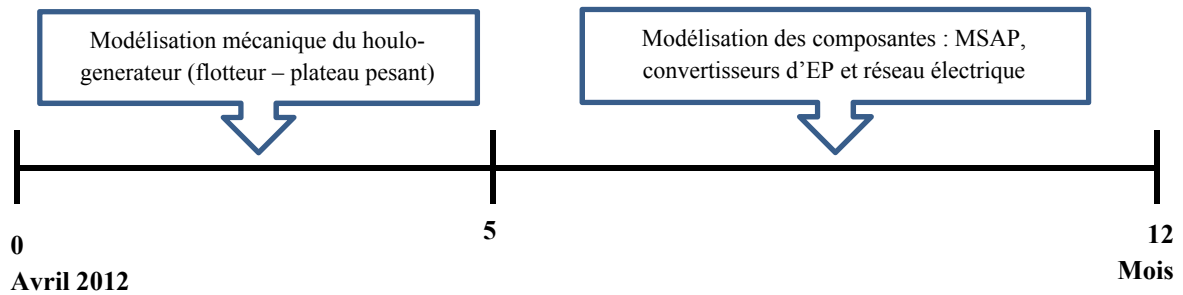 Modélisation mécanique du houlo-
generateur (flotteur – plateau pesant)
Modélisation des composantes : MSAP,
convertisseurs d'EP et réseau électrique
0
Avril 2012
5
12
Mois